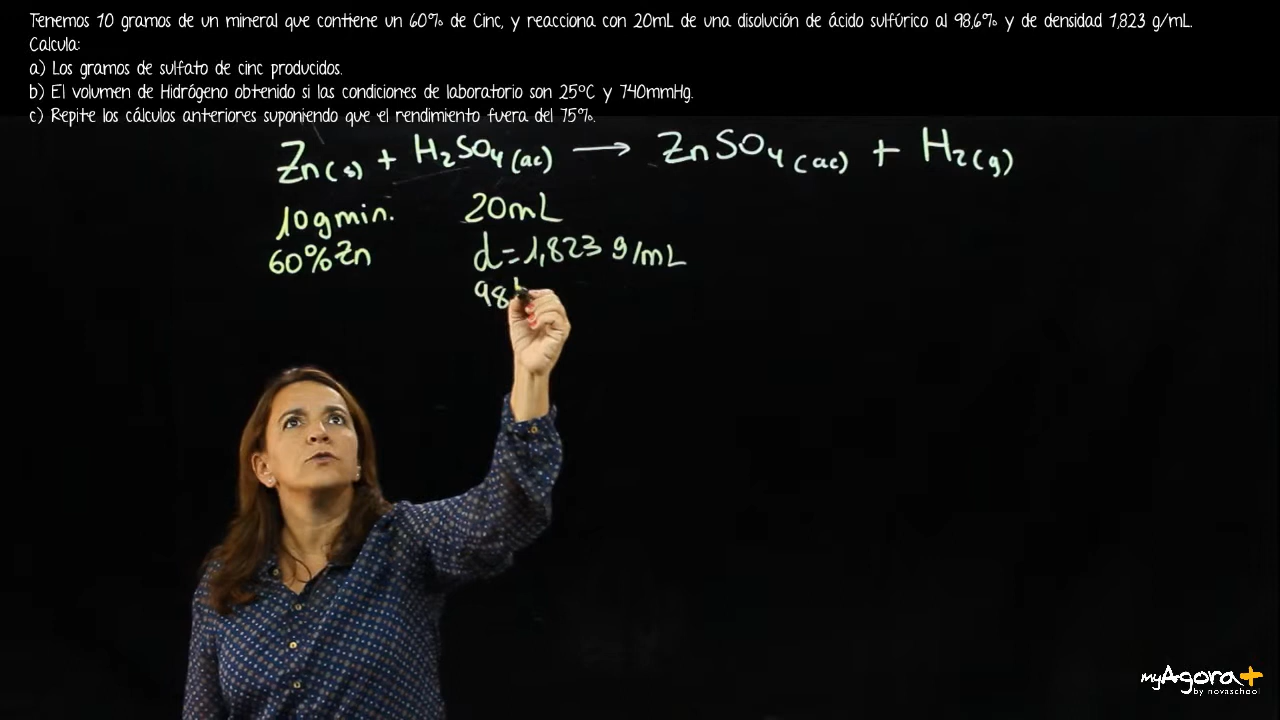 Tenemos 10 gramos de un mineral que contiene un 60% de Cinc, y reacciona con 20mL de una disolución de ácido sulfúrico al 98,6% y de densidad 1,823 g/mL.
Calcula:
a) Los gramos de sulfato de cinc producidos.
b) El volumen de Hidrógeno obtenido si las condiciones de laboratorio son 25ºC y 740mmHg.
c) Repite los cálculos anteriores suponiendo que el rendimiento fuera del 75%.
Zn(s) + H2SO4(ac) → ZnSO4(ac) + H2(g)
10g min. 20mL
60% Zn d=1,823 g/mL
98
myAgora+
by novaschool